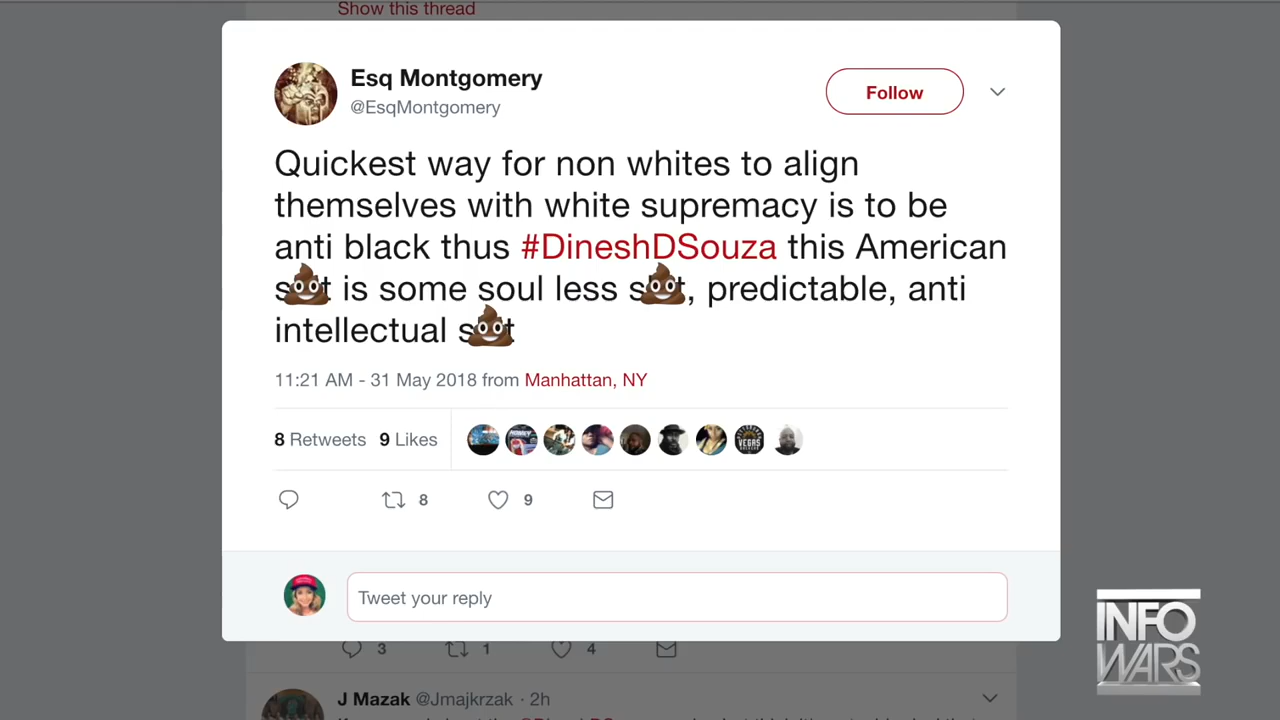 Show this thread
Esq Montgomery
@EsqMontgomery
Follow
Quickest way for non whites to align
themselves with white supremacy is to be
anti black thus #DineshDSouza this American
s💩t is some soul less s💩t, predictable, anti
intellectual s💩t
11:21 AM - 31 May 2018 from Manhattan, NY
8 Retweets 9 Likes
8 9
Tweet your reply
3 1 4
J Mazak @Jmajkrzak · 2h
INFO
WARS